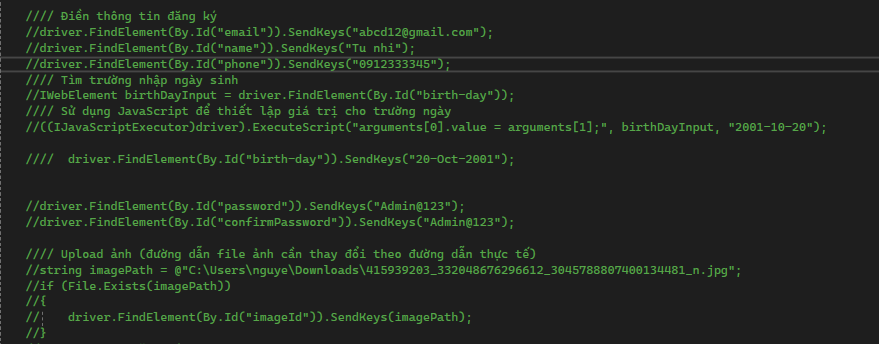 //// Điền thông tin đăng ký
//driver.FindElement(By.Id("email")).SendKeys("abcd12@gmail.com");
//driver.FindElement(By.Id("name")).SendKeys("Tu nhi");
//driver.FindElement(By.Id("phone")).SendKeys("0912333345");
//// Tìm trường nhập ngày sinh
//IWebElement birthDayInput = driver.FindElement(By.Id("birth-day"));
//// Sử dụng JavaScript để thiết lập giá trị cho trường ngày
//((IJavaScriptExecutor)driver).ExecuteScript("arguments[0].value = arguments[1];", birthDayInput, "2001-10-20");
////  driver.FindElement(By.Id("birth-day")).SendKeys("20-Oct-2001");
//driver.FindElement(By.Id("password")).SendKeys("Admin@123");
//driver.FindElement(By.Id("confirmPassword")).SendKeys("Admin@123");
//// Upload ảnh (đường dẫn file ảnh cần thay đổi theo đường dẫn thực tế)
//string imagePath = @"C:\Users\nguye\Downloads\415939203_332048676296612_3045788807400134481_n.jpg";
//if (File.Exists(imagePath))
//{
//    driver.FindElement(By.Id("imageId")).SendKeys(imagePath);
//}